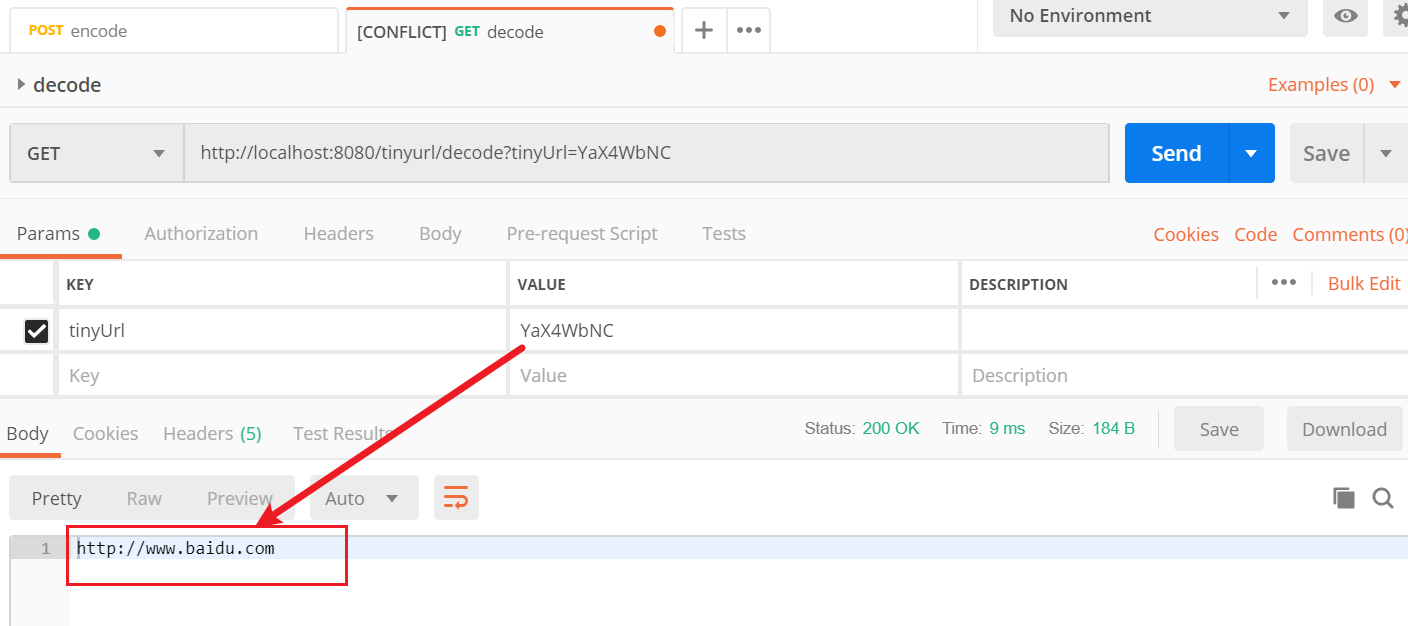 POST encode [CONFLICT] GET decode No Environment
decode Examples (0)
GET http://localhost:8080/tinyurl/decode?tinyUrl=YaX4WbNC Send Save
Params Authorization Headers Body Pre-request Script Tests Cookies Code Comments (0)
KEY VALUE DESCRIPTION Bulk Edit
tinyUrl YaX4WbNC
Key Value Description
Body Cookies Headers (5) Test Results Status: 200 OK Time: 9 ms Size: 184 B Save Download
Pretty Raw Preview Auto
1 http://www.baidu.com